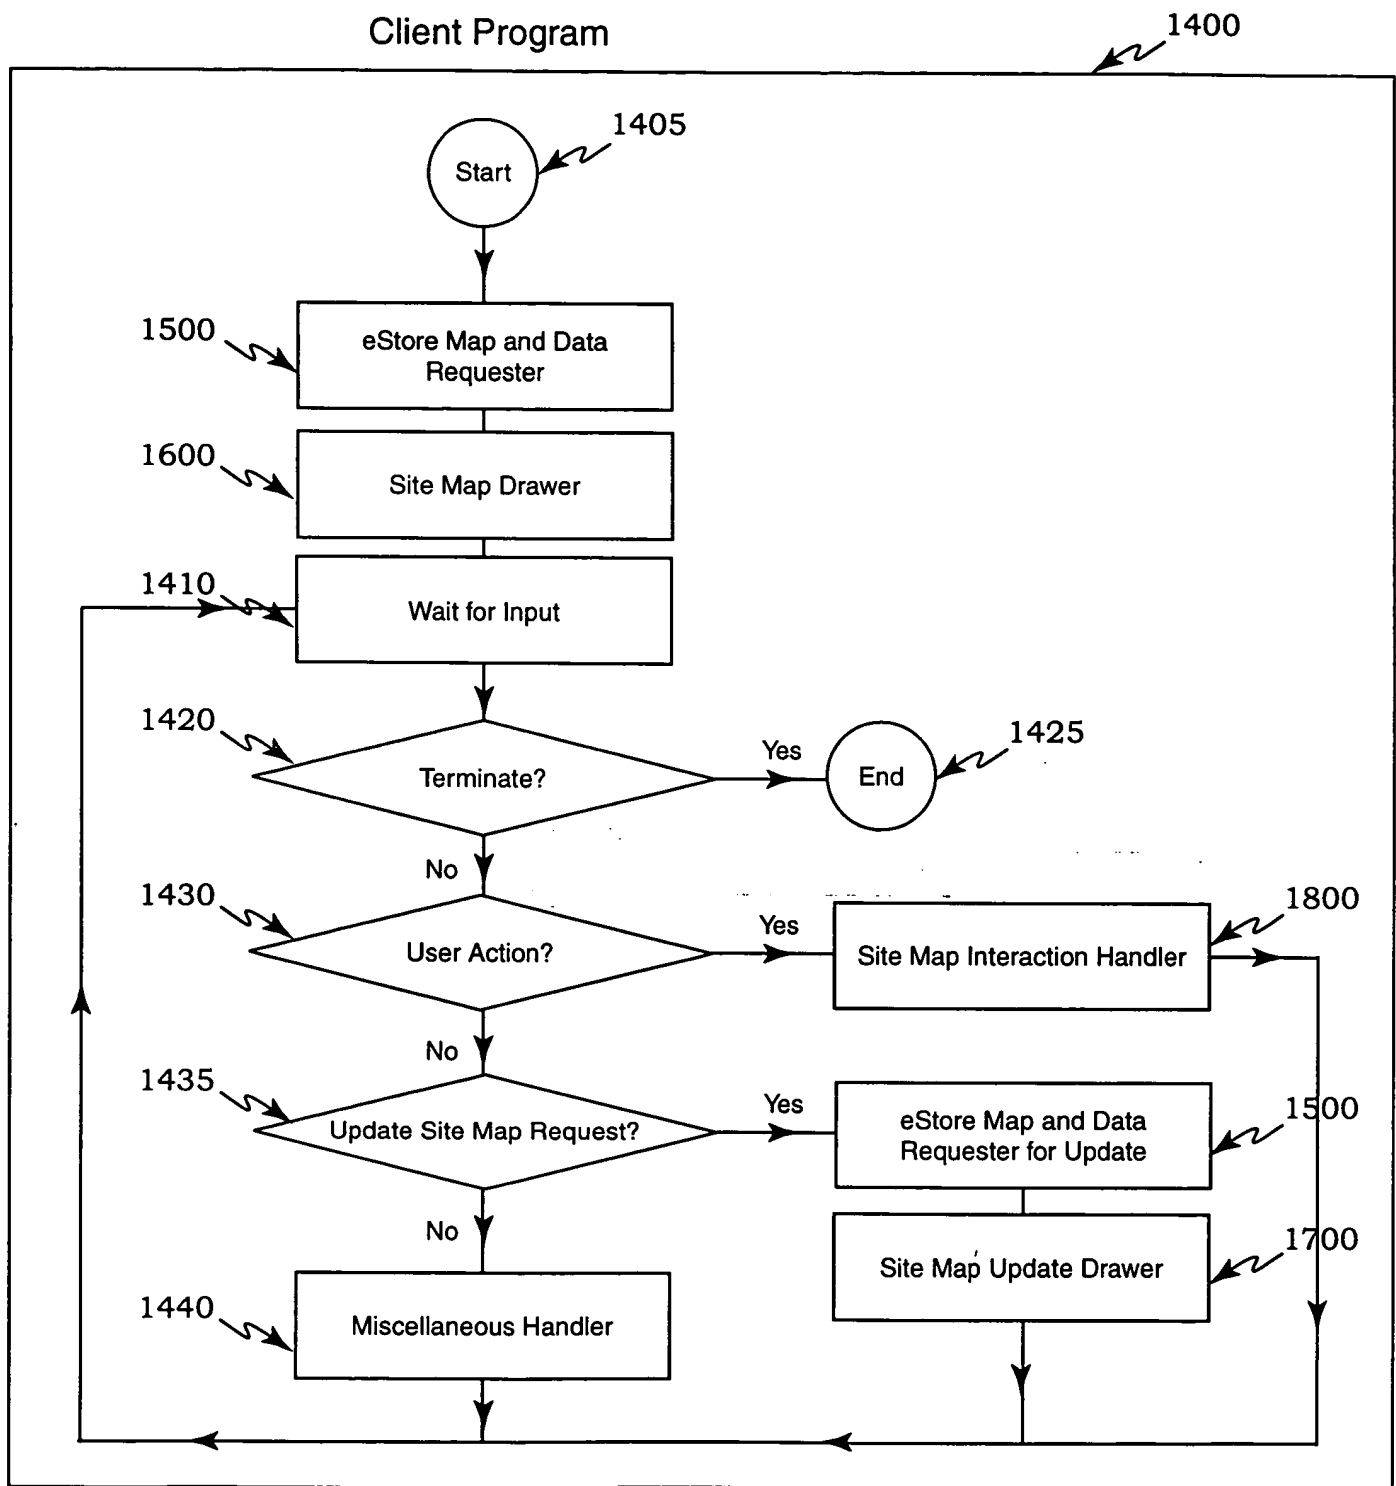 Client Program
1400
1405
Start
1500
eStore Map and Data
Requester
1600
Site Map Drawer
1410
Wait for Input
1420
Terminate?
Yes
End
1425
No
1430
User Action?
Yes
Site Map Interaction Handler
1800
No
1435
Update Site Map Request?
Yes
eStore Map and Data
Requester for Update
1500
No
Site Map Update Drawer
1700
1440
Miscellaneous Handler